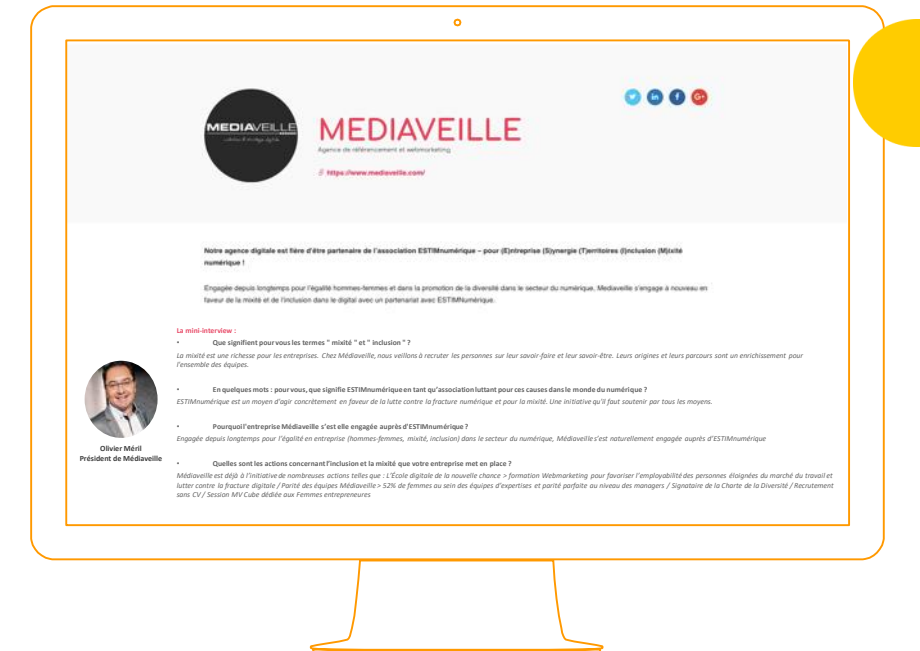 MEDIAVEILLE
MEDIAVEILLE
Agence de référencement et webmarketing
https://www.mediaveille.com/
Notre agence digitale est fière d'être partenaire de l'association ESTIMnumérique – pour (E)ntreprise (S)ynergie (T)erritoires (I)nclusion (M)ixité
numérique !
Engagée depuis longtemps pour l'égalité hommes-femmes et dans la promotion de la diversité dans le secteur du numérique, Mediaveille s'engage à nouveau en
faveur de la mixité et de l'inclusion dans le digital avec un partenariat avec ESTIMNumérique.
La mini-interview :
• Que signifient pour vous les termes " mixité " et " inclusion " ?
La mixité est une richesse pour les entreprises. Chez Médiaveille, nous veillons à recruter les personnes sur leur savoir-faire et leur savoir-être. Leurs origines et leurs parcours sont un enrichissement pour
l'ensemble des équipes.
• En quelques mots : pour vous, que signifie ESTIMnumérique en tant qu'association luttant pour ces causes dans le monde du numérique ?
ESTIMnumérique est un moyen d'agir concrètement en faveur de la lutte contre la fracture numérique et pour la mixité. Une initiative qu'il faut soutenir par tous les moyens.
• Pourquoi l'entreprise Médiaveille s'est elle engagée auprès d'ESTIMnumérique ?
Engagée depuis longtemps pour l'égalité en entreprise (hommes-femmes, mixité, inclusion) dans le secteur du numérique, Médiaveille s'est naturellement engagée auprès d'ESTIMnumérique
Olivier Méril
Président de Médiaveille
• Quelles sont les actions concernant l'inclusion et la mixité que votre entreprise met en place ?
Médiaveille est déjà à l'initiative de nombreuses actions telles que : L'École digitale de la nouvelle chance > formation Webmarketing pour favoriser l'employabilité des personnes éloignées du marché du travail et
lutter contre la fracture digitale / Parité des équipes Médiaveille > 52% de femmes au sein des équipes d'expertises et parité parfaite au niveau des managers / Signataire de la Charte de la Diversité / Recrutement
sans CV / Session MV Cube dédiée aux Femmes entrepreneures